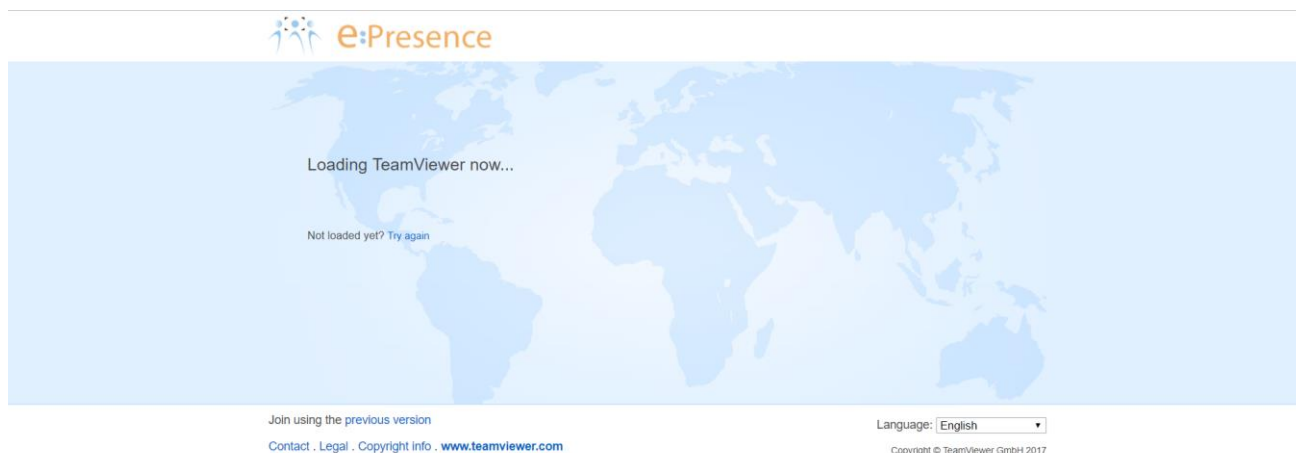 e:Presence
Loading TeamViewer now...
Not loaded yet? Try again
Join using the previous version
Language: English
Contact . Legal . Copyright info . www.teamviewer.com
Copyright © TeamViewer GmbH 2017